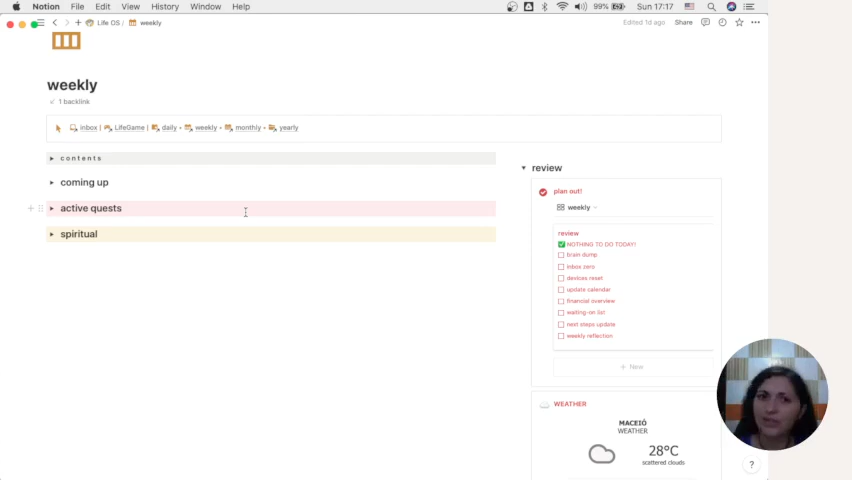 Notion File Edit View History Window Help 99% Sun 17:17
Life OS / weekly Edited 1d ago Share
weekly
1 backlink
inbox | LifeGame | daily • weekly • monthly • yearly
contents
coming up
active quests
spiritual
review
plan out!
weekly
review
NOTHING TO DO TODAY!
brain dump
inbox zero
devices reset
update calendar
financial overview
waiting-on list
next steps update
weekly reflection
+ New
WEATHER
MACEIÓ
WEATHER
28°C
scattered clouds
?